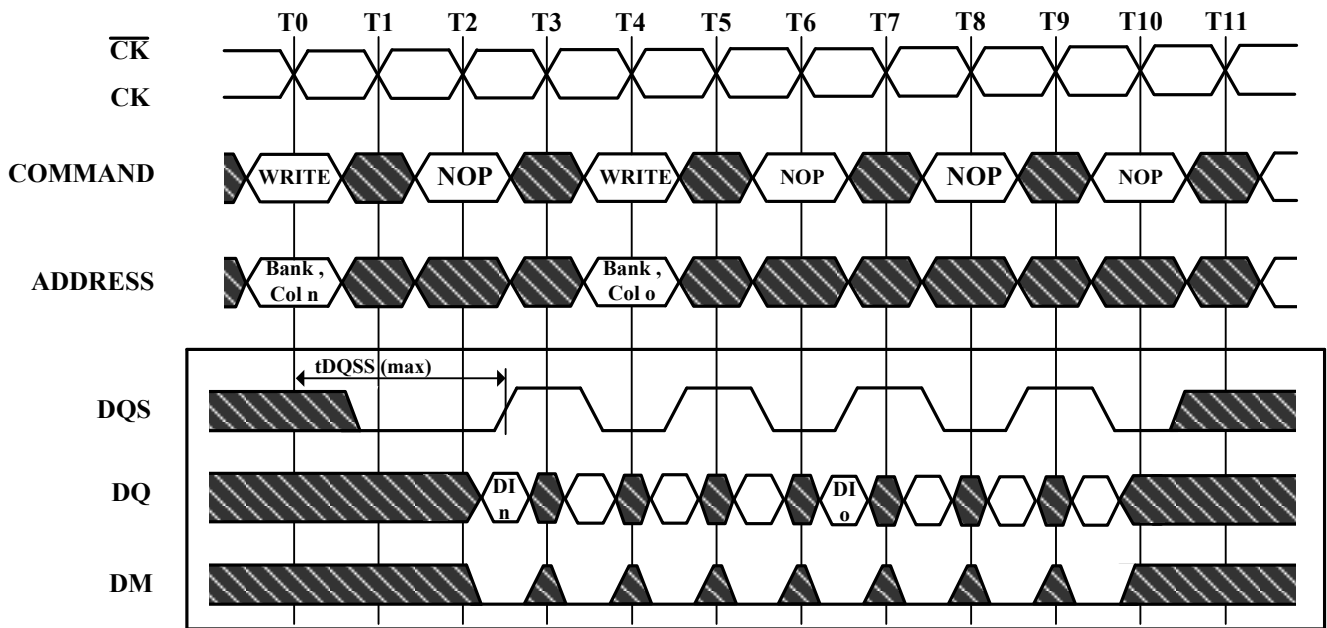 T0 T1 T2 T3 T4 T5 T6 T7 T8 T9 T10 T11
CK
CK
COMMAND WRITE NOP WRITE NOP NOP NOP
ADDRESS Bank , Bank ,
Col n Col o
tDQSS (max)
DQS
DQ DI DI
n o
DM